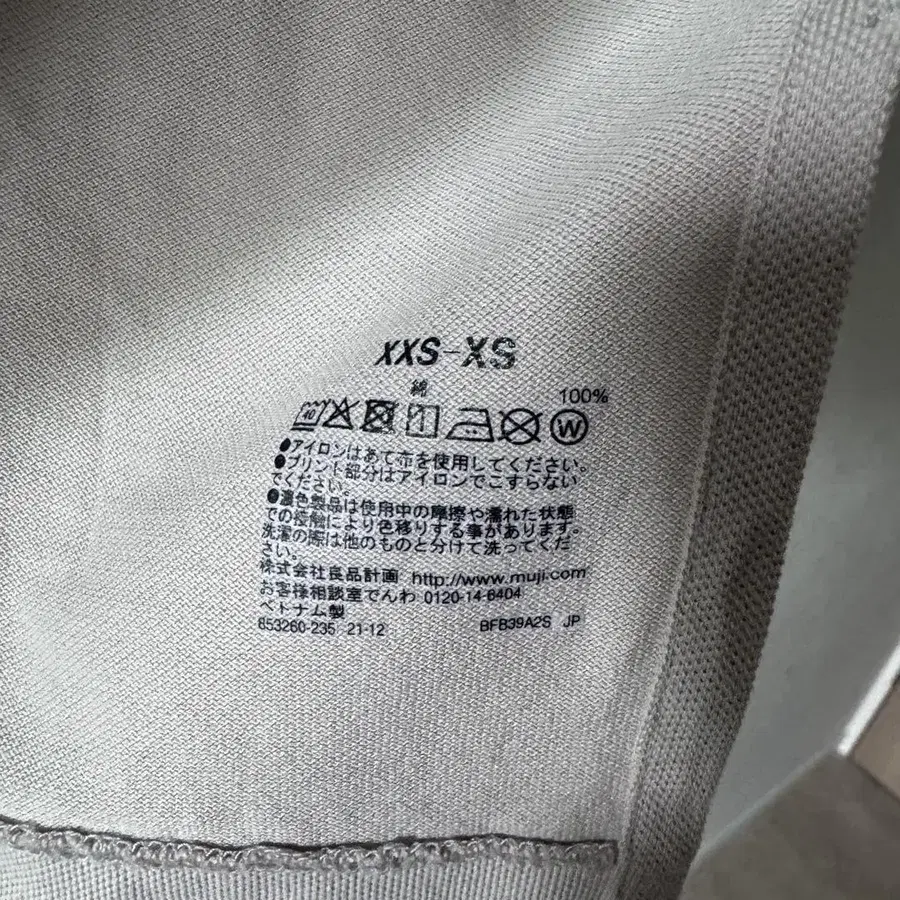 XXS-XS
綿 100%
40 W
●アイロンはあて布を使用してください。
●プリント部分はアイロンでこすらない
でください。
●濃色製品は使用中の摩擦や濡れた状態
での接触により色移りする事があります。
洗濯の際は他のものと分けて洗ってくだ
さい。
株式会社良品計画 http://www.muji.com
お客様相談室でんわ 0120-14-6404
ベトナム製
853260-235 21-12 BFB39A2S JP